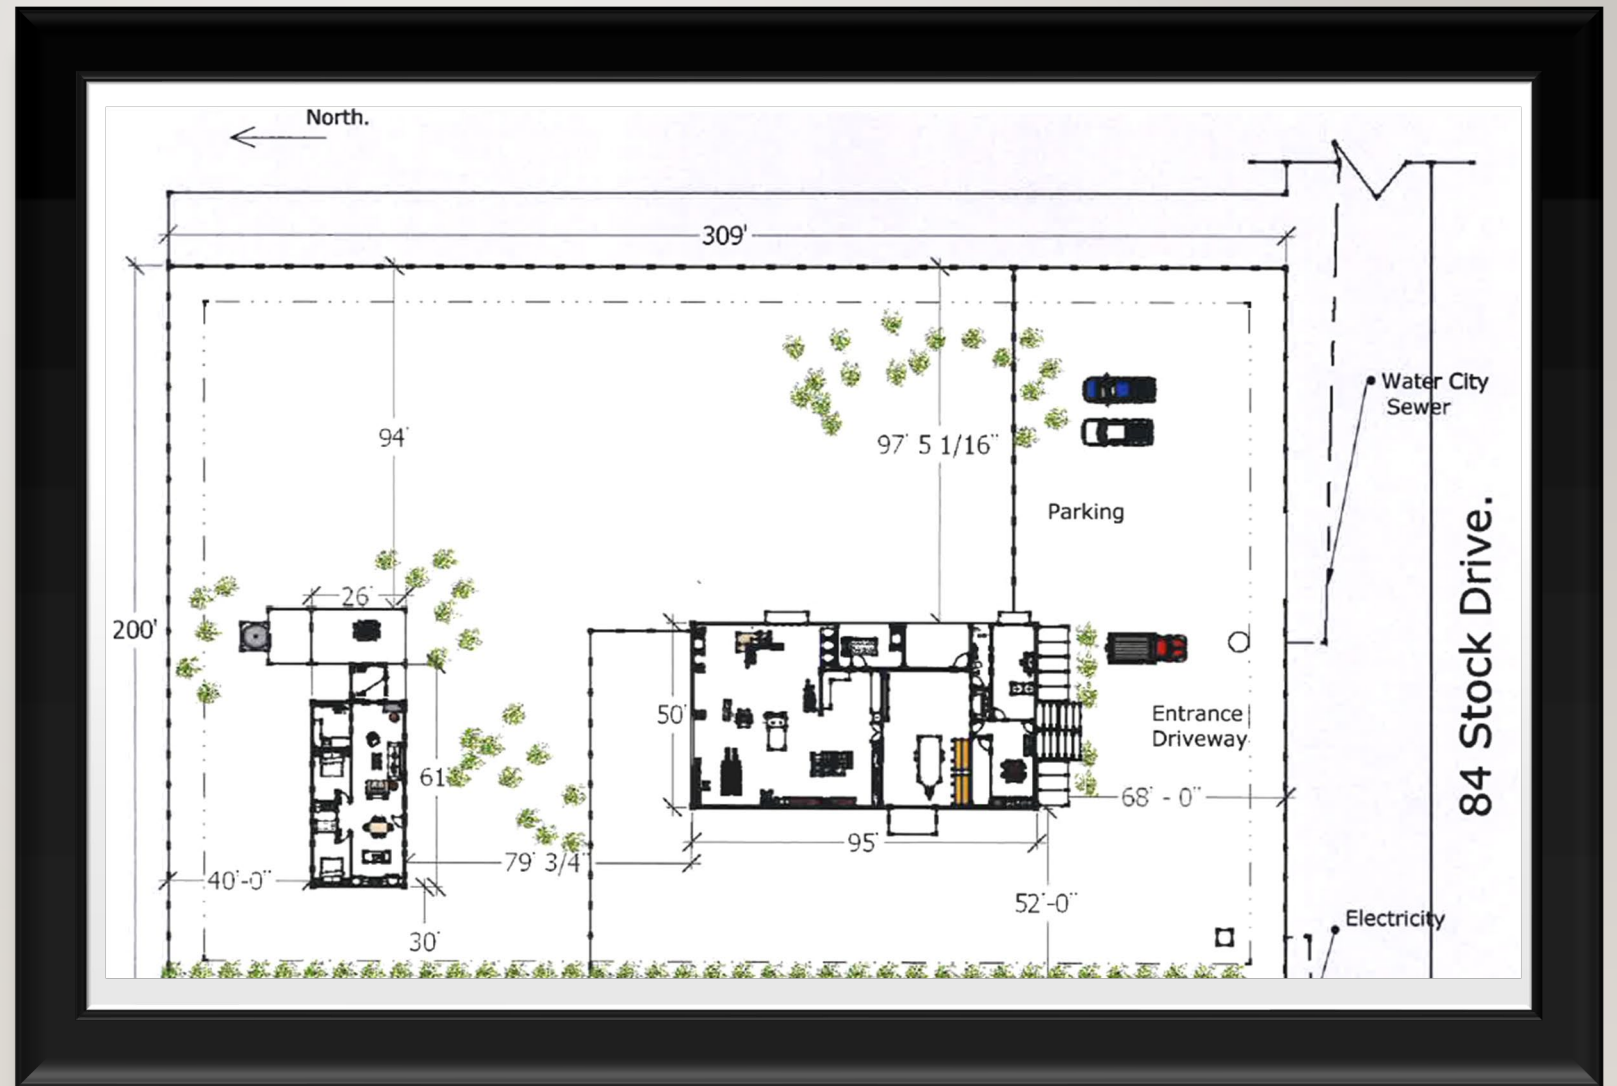 North.
309'
Water City
Sewer
94'
97' 5 1/16"
Parking
26'
200'
50'
Entrance
Driveway
61'
68' - 0"
95'
79' 3/4"
40'-0"
52'-0"
30'
Electricity
84 Stock Drive.